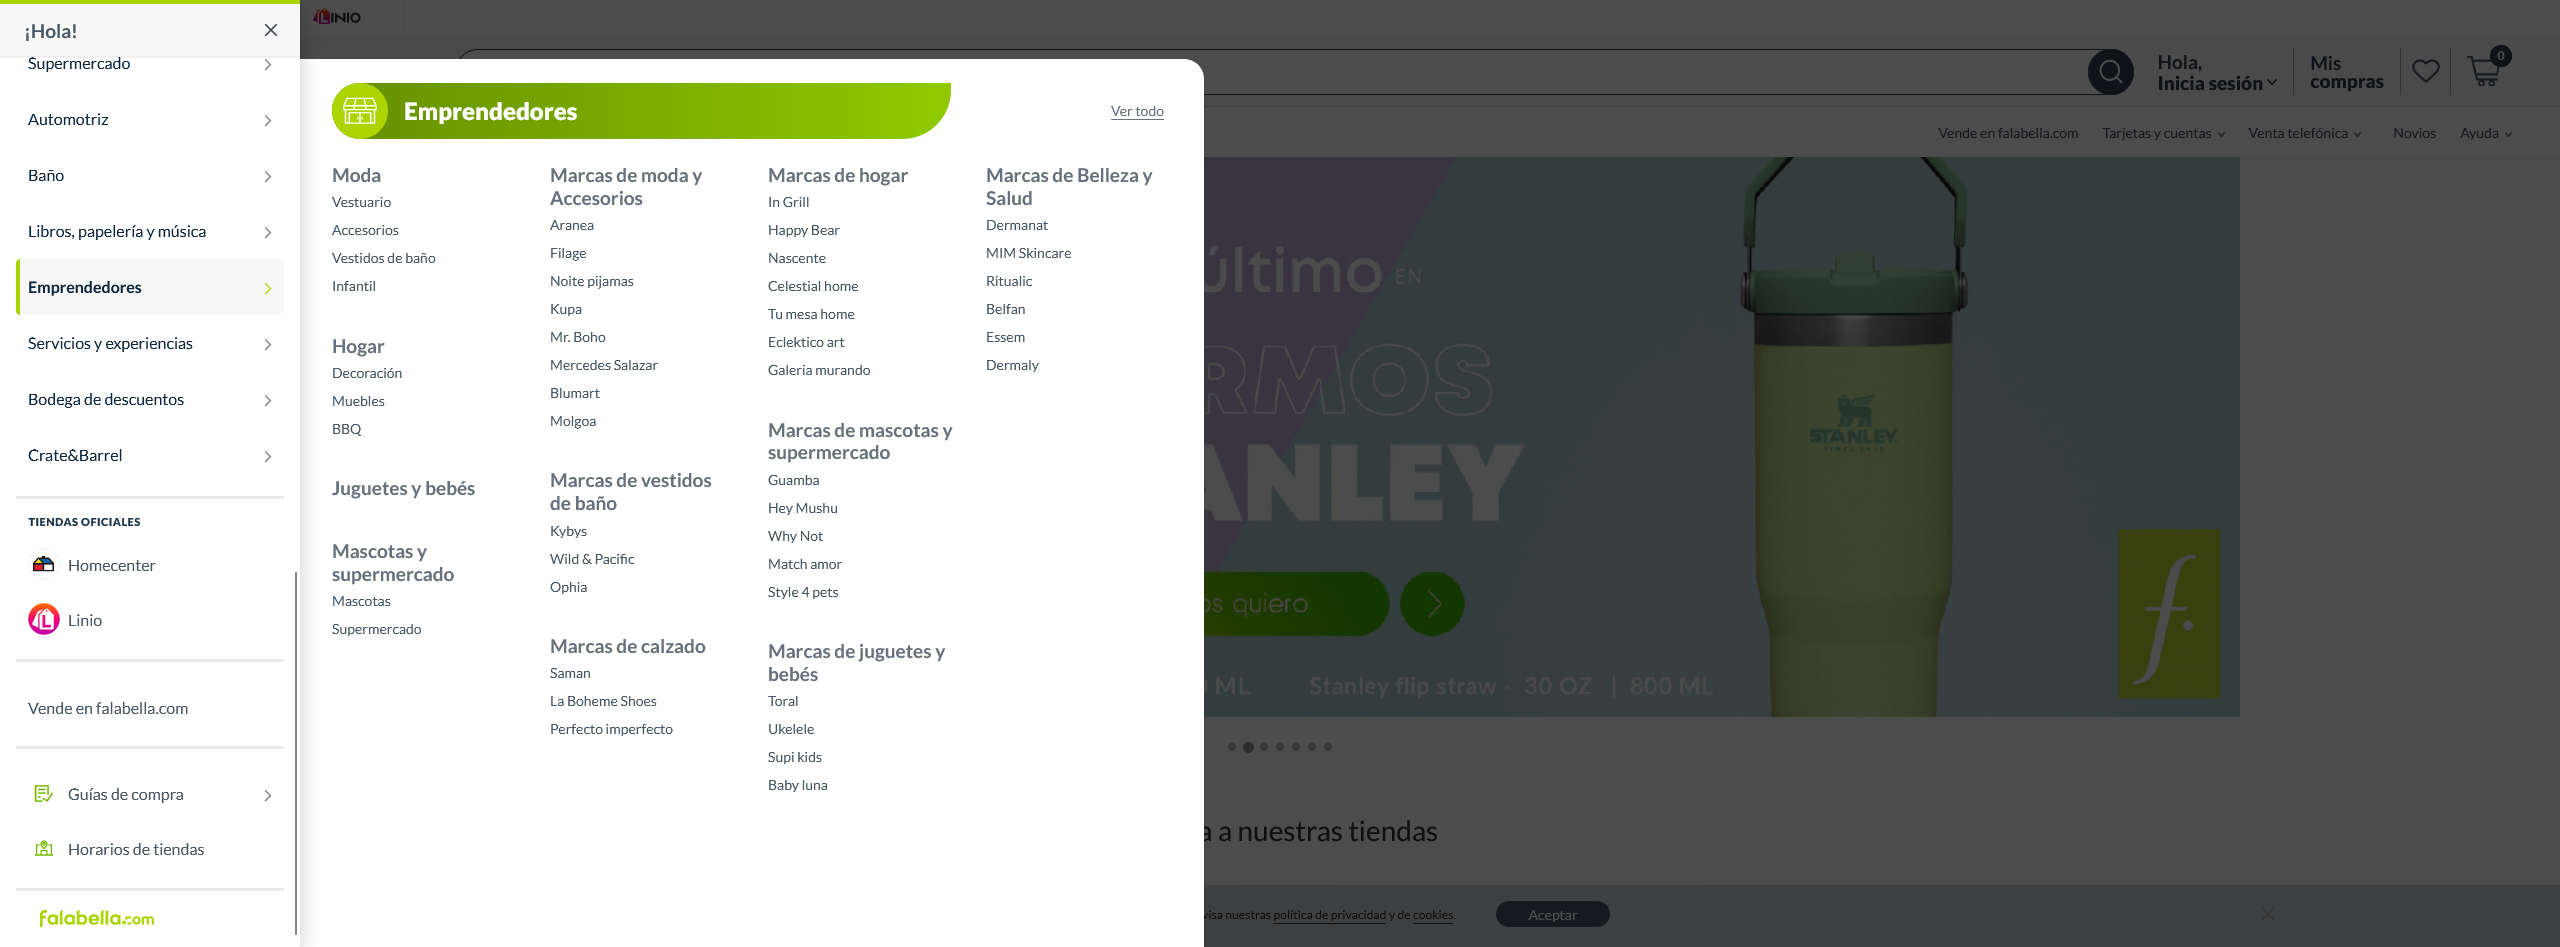 ¡Hola!
Supermercado
Automotriz
Baño
Libros, papelería y música
Emprendedores
Servicios y experiencias
Bodega de descuentos
Crate&Barrel
TIENDAS OFICIALES
Homecenter
Linio
Vende en falabella.com
Guías de compra
Horarios de tiendas
falabella.com
LINIO
Emprendedores
Ver todo
Moda
Vestuario
Accesorios
Vestidos de baño
Infantil
Hogar
Decoración
Muebles
BBQ
Juguetes y bebés
Mascotas y
supermercado
Mascotas
Supermercado
Marcas de moda y
Accesorios
Aranea
Filage
Noite pijamas
Kupa
Mr. Boho
Mercedes Salazar
Blumart
Molgoa
Marcas de vestidos
de baño
Kybys
Wild & Pacific
Ophia
Marcas de calzado
Saman
La Boheme Shoes
Perfecto imperfecto
Marcas de hogar
In Grill
Happy Bear
Nascente
Celestial home
Tu mesa home
Eclektico art
Galeria murando
Marcas de mascotas y
supermercado
Guamba
Hey Mushu
Why Not
Match amor
Style 4 pets
Marcas de juguetes y
bebés
Toral
Ukelele
Supi kids
Baby luna
Marcas de Belleza y
Salud
Dermanat
MIM Skincare
Ritualic
Belfan
Essem
Dermaly
Hola,
Inicia sesión
Mis
compras
0
Vende en falabella.com
Tarjetas y cuentas
Venta telefónica
Novios
Ayuda
último EN
RMOS
ANLEY
os quiero
ML
Stanley flip straw - 30 OZ | 800 ML
STANLEY
SINCE 1913
f.
a a nuestras tiendas
visa nuestras política de privacidad y de cookies.
Aceptar